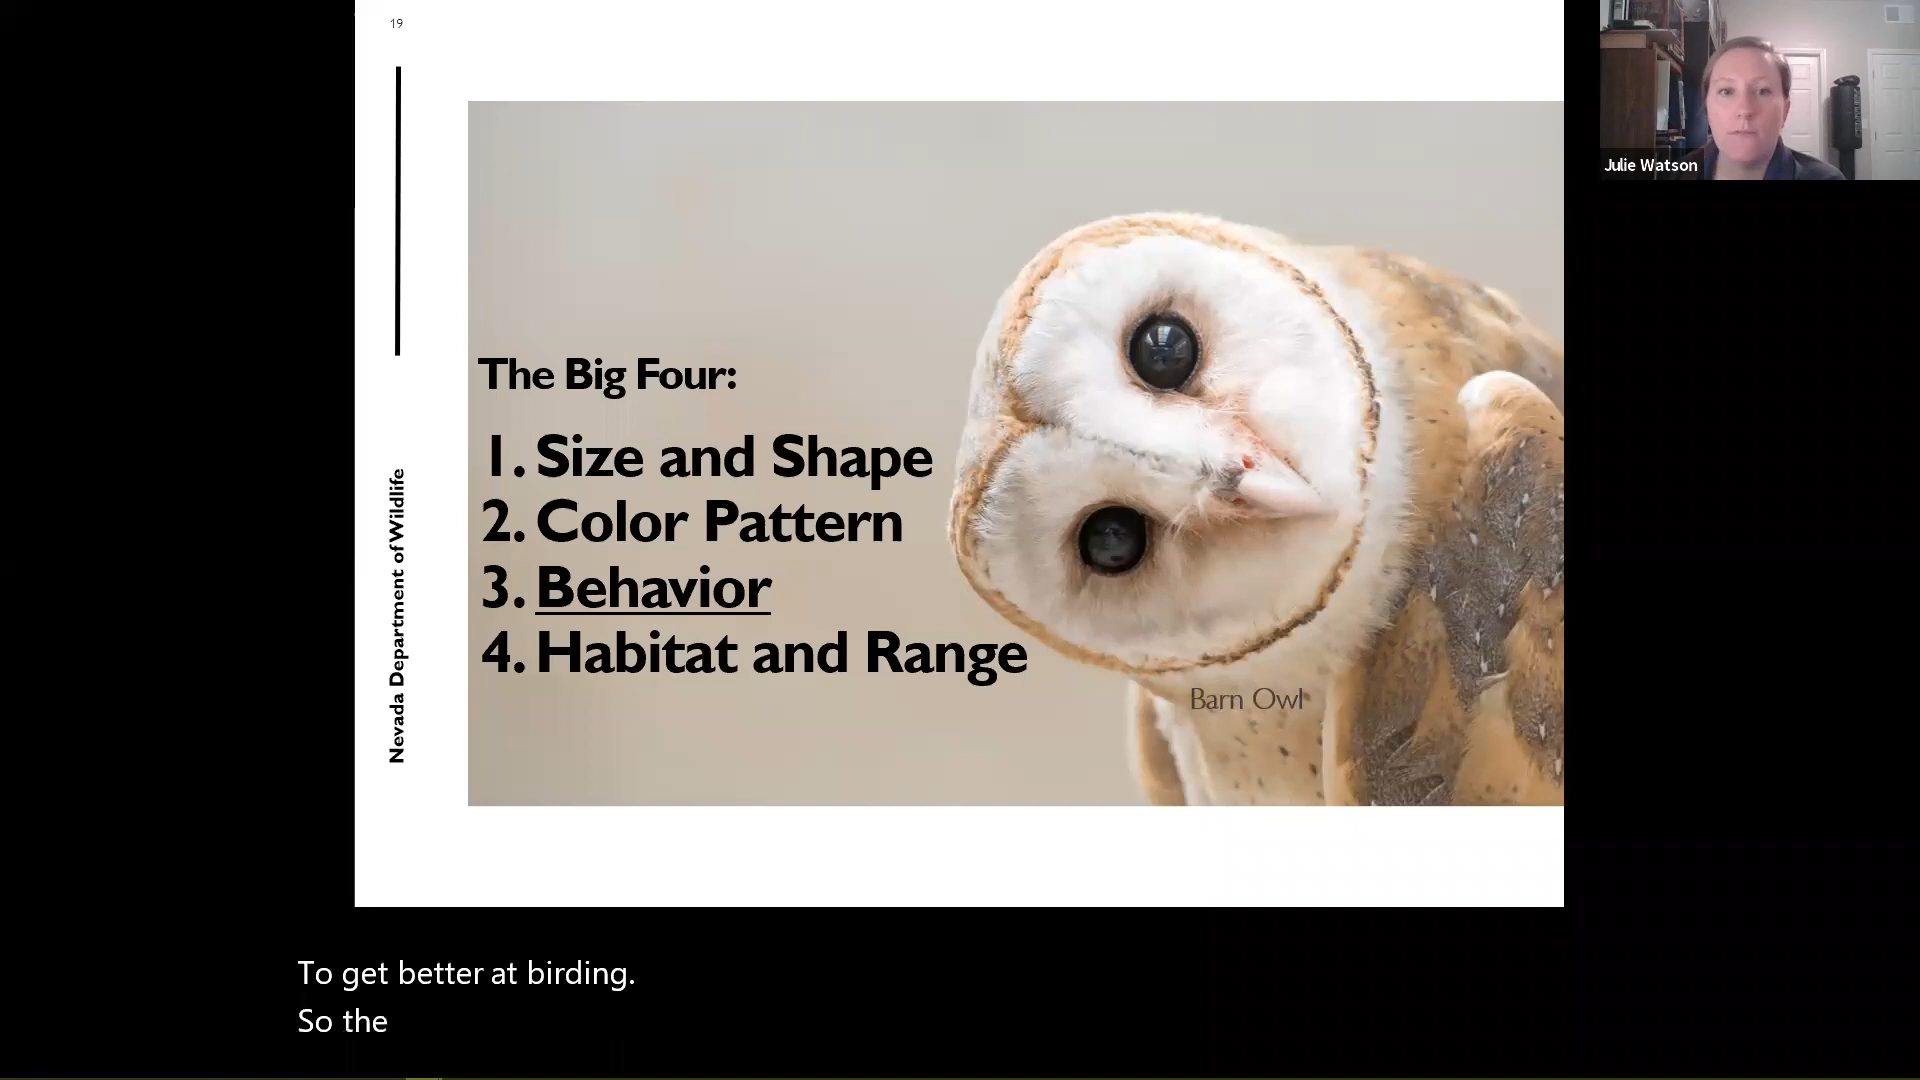 19
Nevada Department of Wildlife
The Big Four:
1. Size and Shape
2. Color Pattern
3. Behavior
4. Habitat and Range
Barn Owl
Julie Watson
To get better at birding.
So the